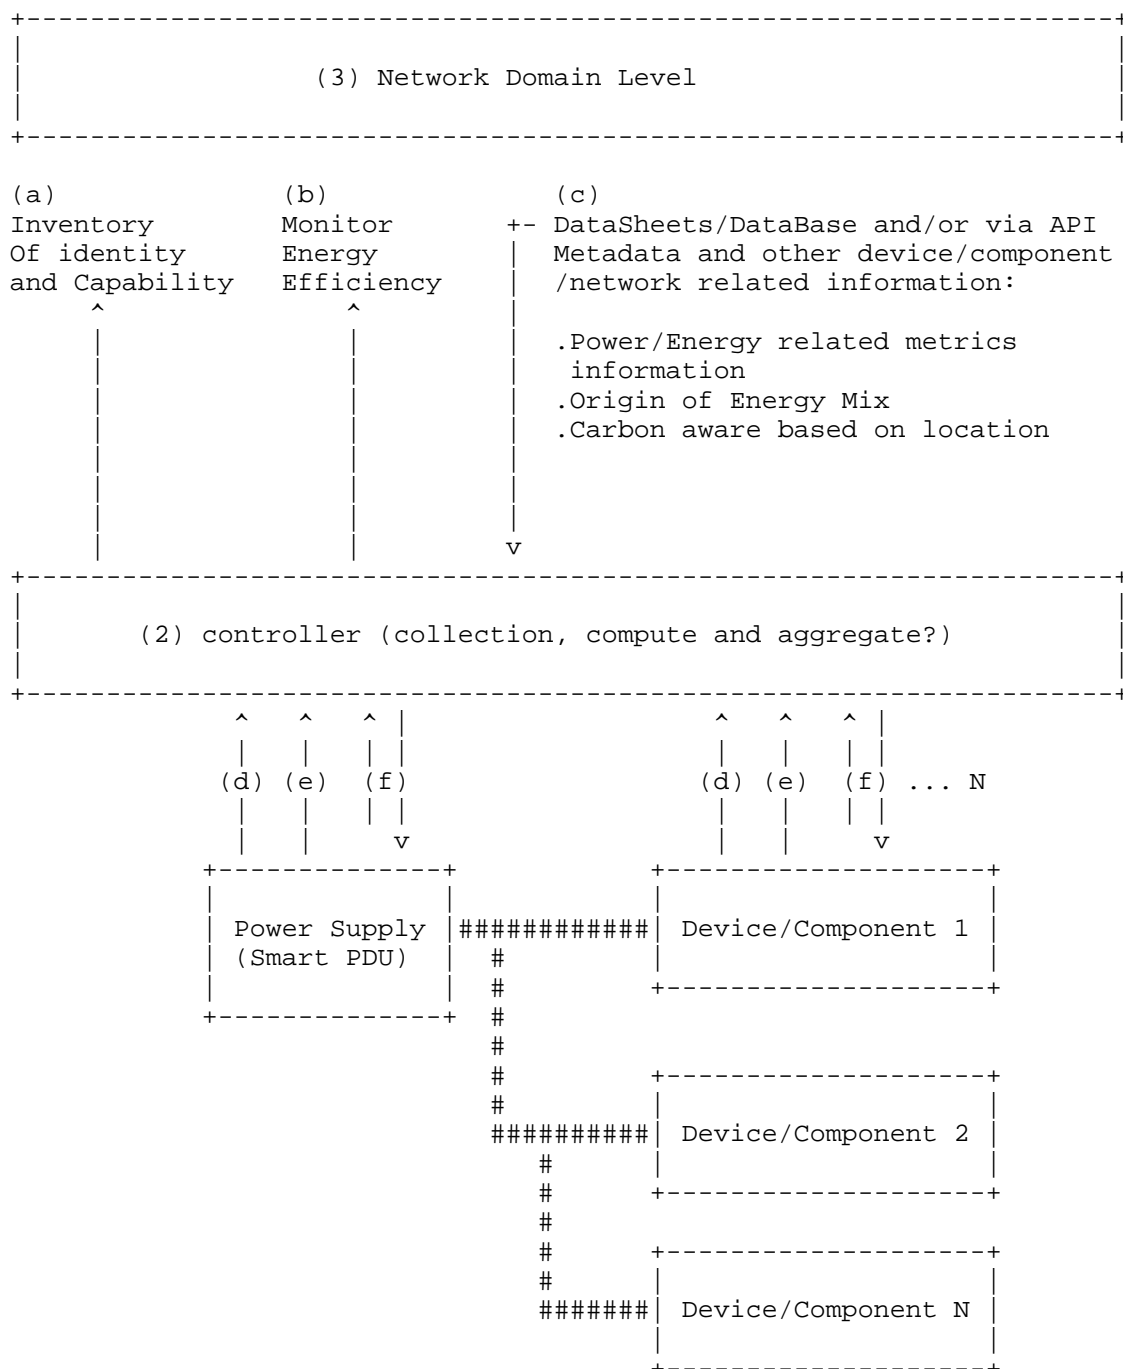 (3) Network Domain Level
(a) (b) (c)
Inventory Monitor +- DataSheets/DataBase and/or via API
Of identity Energy | Metadata and other device/component
and Capability Efficiency | /network related information:
.Power/Energy related metrics
information
.Origin of Energy Mix
.Carbon aware based on location
(2) controller (collection, compute and aggregate?)
(d) (e) (f) (d) (e) (f) ... N
Power Supply ############ Device/Component 1
(Smart PDU)
Device/Component 2
Device/Component N